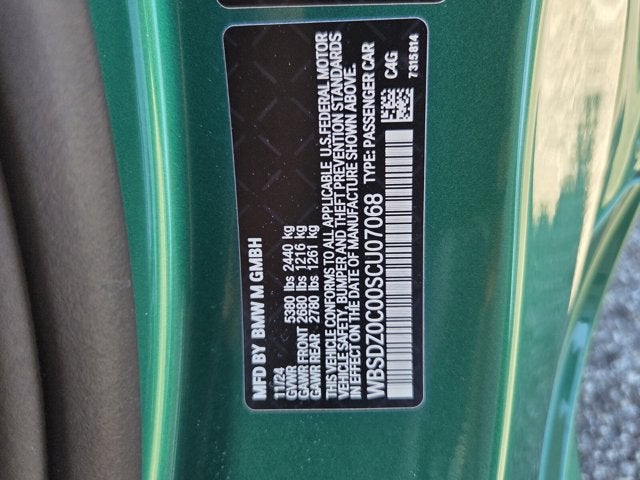 MFD BY BMW M GMBH
11/24
GVWR 5380 lbs 2440 kg
GAWR FRONT 2680 lbs 1216 kg
GAWR REAR 2780 lbs 1261 kg
THIS VEHICLE CONFORMS TO ALL APPLICABLE U.S.FEDERAL MOTOR
VEHICLE SAFETY, BUMPER AND THEFT PREVENTION STANDARDS
IN EFFECT ON THE DATE OF MANUFACTURE SHOWN ABOVE.
WBSDZ0C00SCU07068 TYPE: PASSENGER CAR
C4G
7315814